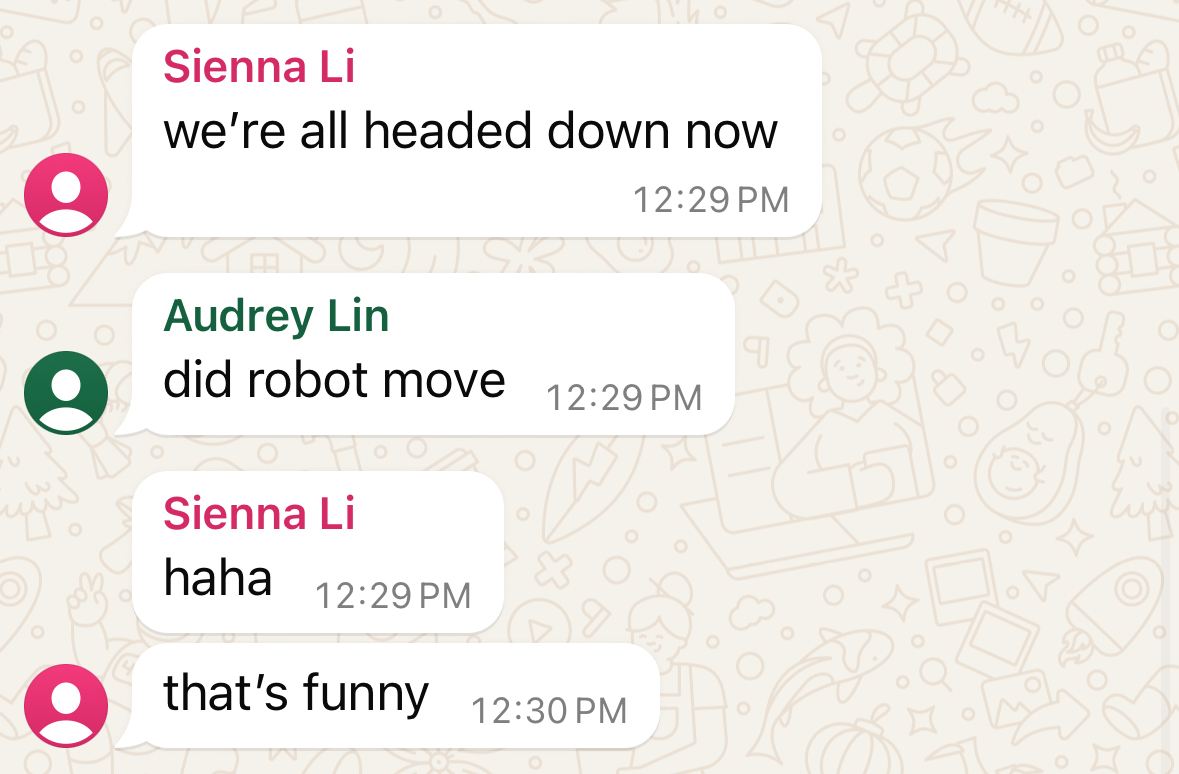 Sienna Li
we’re all headed down now
12:29 PM
Audrey Lin
did robot move 12:29 PM
Sienna Li
haha 12:29 PM
that’s funny 12:30 PM